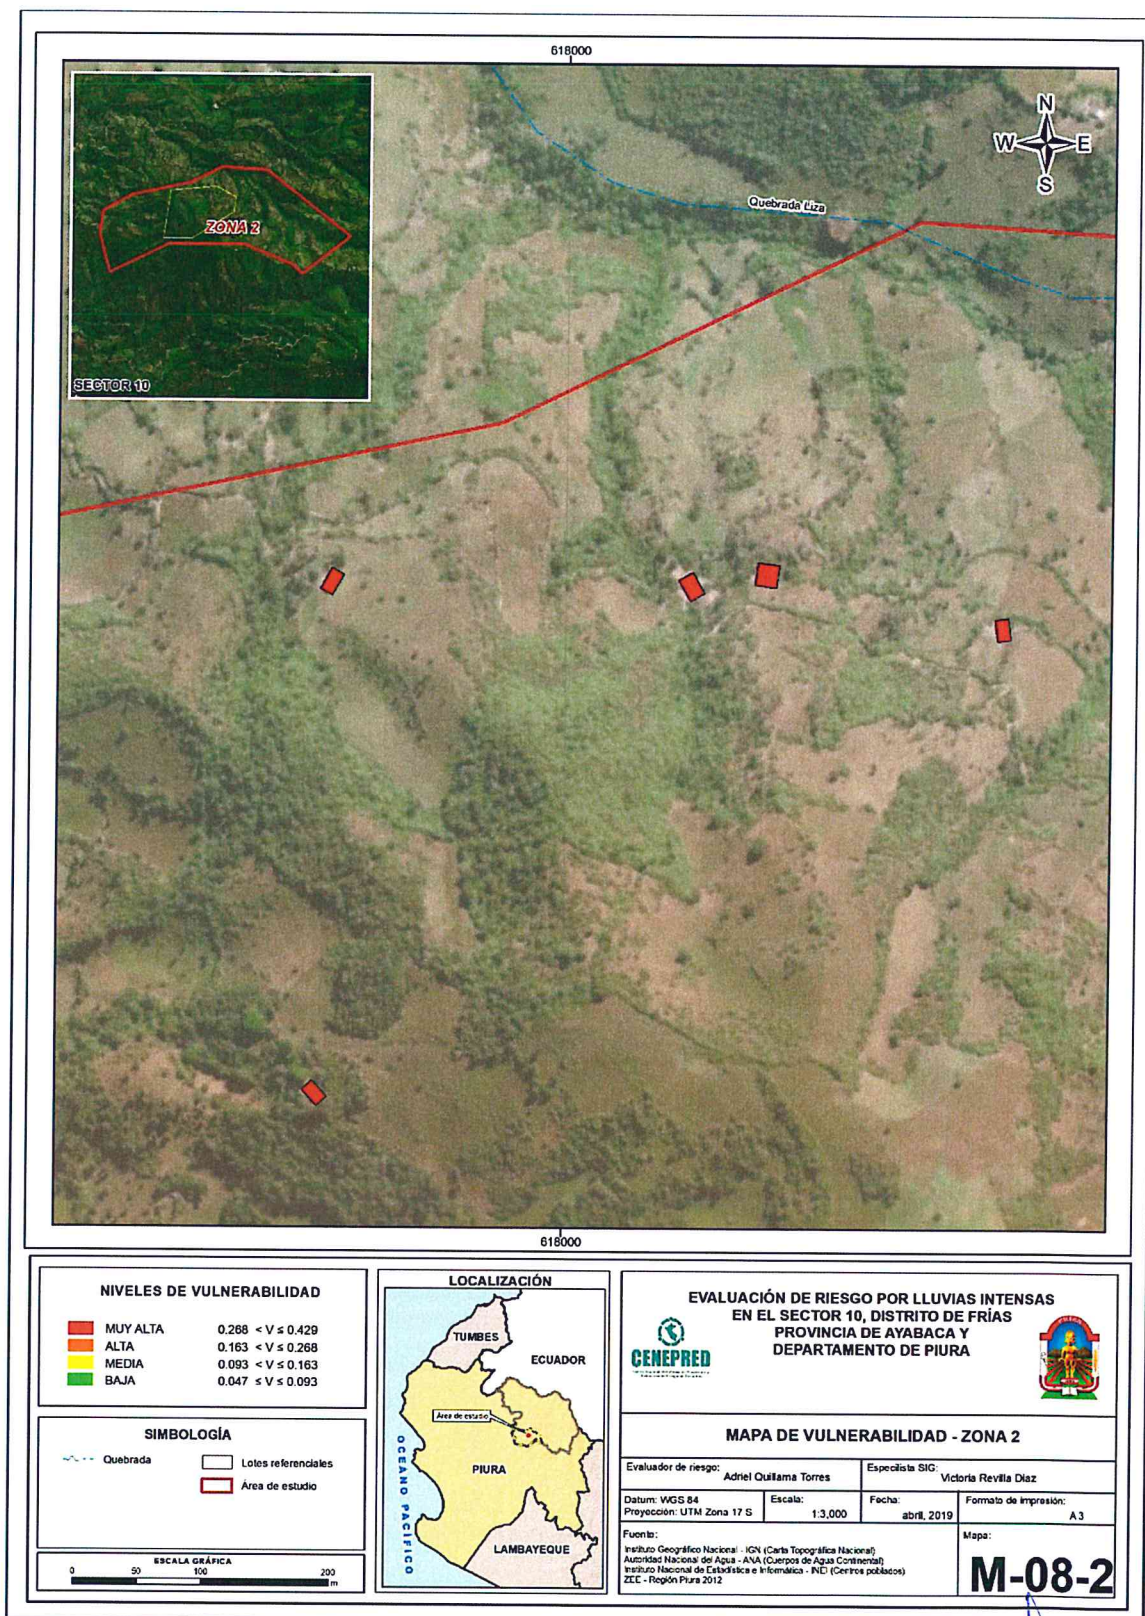 618000
N
W E
S
Quebrada Liza
ZONA 2
SECTOR 10
618000
NIVELES DE VULNERABILIDAD
MUY ALTA 0.268 < V ≤ 0.429
ALTA 0.163 < V ≤ 0.268
MEDIA 0.093 < V ≤ 0.163
BAJA 0.047 ≤ V ≤ 0.093
SIMBOLOGÍA
Quebrada
Lotes referenciales
Área de estudio
ESCALA GRÁFICA
0 50 100 200
m
LOCALIZACIÓN
TUMBES
ECUADOR
Área de estudio
PIURA
OCEANO PACÍFICO
LAMBAYEQUE
EVALUACIÓN DE RIESGO POR LLUVIAS INTENSAS
EN EL SECTOR 10, DISTRITO DE FRÍAS
PROVINCIA DE AYABACA Y
DEPARTAMENTO DE PIURA
CENEPRED
MAPA DE VULNERABILIDAD - ZONA 2
Evaluador de riesgo:
Adriel Quillama Torres
Especilista SIG:
Victoria Revilla Diaz
Datum: WGS 84
Proyección: UTM Zona 17 S
Escala:
1:3,000
Fecha:
abril, 2019
Formato de impresión:
A3
Fuente:
Instituto Geográfico Nacional - IGN (Carta Topográfica Nacional)
Autoridad Nacional del Agua - ANA (Cuerpos de Agua Continental)
Instituto Nacional de Estadística e Informática - INEI (Centros poblados)
ZEE - Región Piura 2012
Mapa:
M-08-2